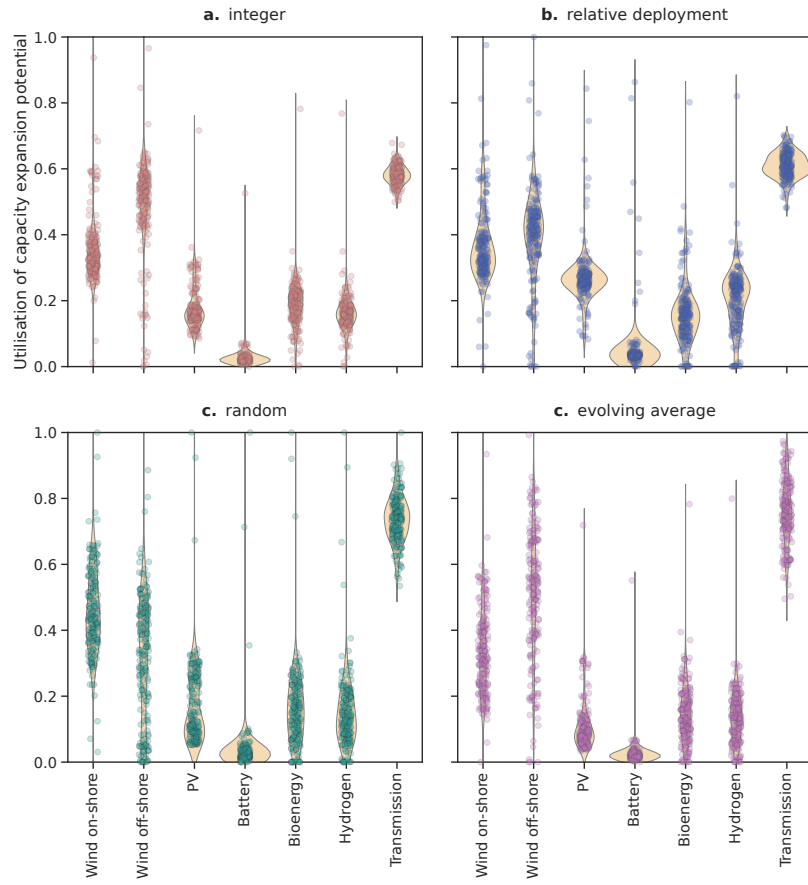 a. integer
b. relative deployment
Utilisation of capacity expansion potential
1.0
0.8
0.6
0.4
0.2
0.0
c. random
c. evolving average
1.0
0.8
0.6
0.4
0.2
0.0
Wind on-shore
Wind off-shore
PV
Battery
Bioenergy
Hydrogen
Transmission
Wind on-shore
Wind off-shore
PV
Battery
Bioenergy
Hydrogen
Transmission